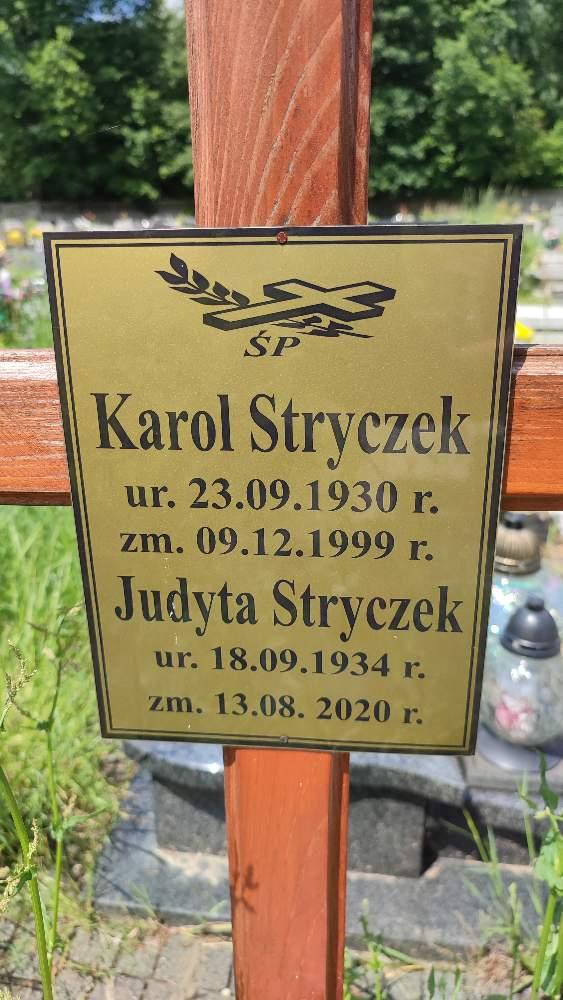 ŚP
Karol Stryczek
ur. 23.09.1930 r.
zm. 09.12.1999 r.
Judyta Stryczek
ur. 18.09.1934 r.
zm. 13.08. 2020 r.